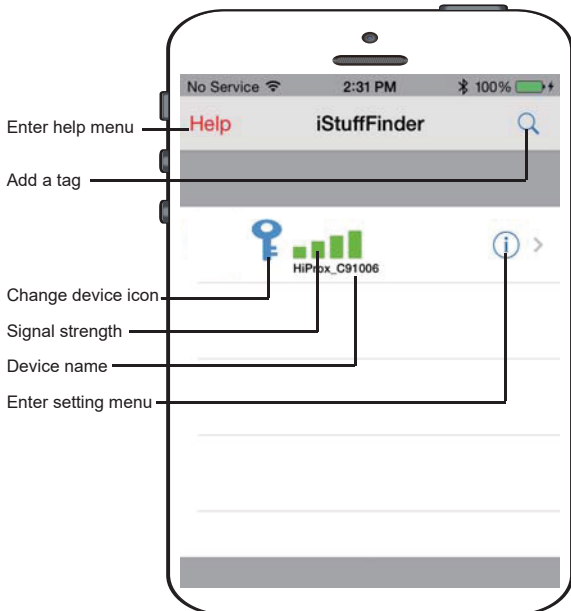 No Service 2:31 PM 100%
Enter help menu Help iStuffFinder
Add a tag
HiProx_C91006
Change device icon
Signal strength
Device name
Enter setting menu